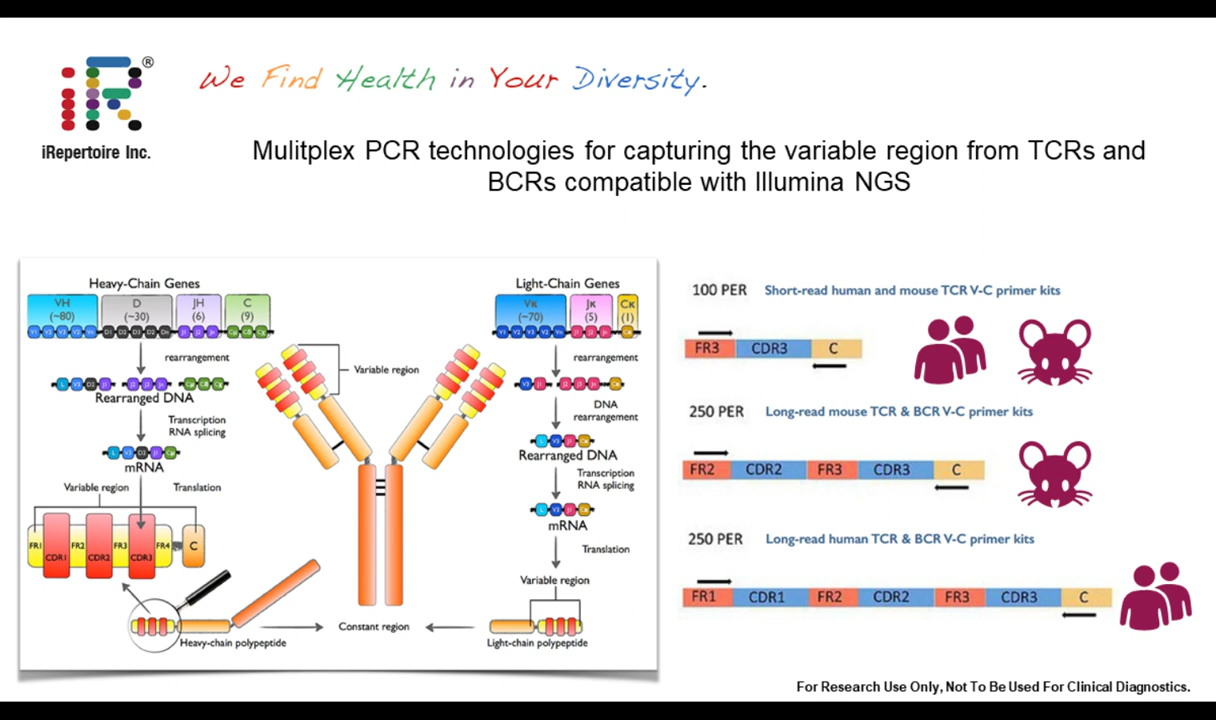 iR®
iRepertoire Inc.
We Find Health in Your Diversity.
Mulitplex PCR technologies for capturing the variable region from TCRs and
BCRs compatible with Illumina NGS
Heavy-Chain Genes
VH
(~80)
D
(~30)
JH
(6)
C
(9)
rearrangement
Rearranged DNA
Transcription
RNA splicing
mRNA
Variable region
Translation
FR1
CDR1
FR2
CDR2
FR3
CDR3
FR4
C
Heavy-chain polypeptide
Variable region
Constant region
Light-Chain Genes
Vκ
(~70)
Jκ
(5)
Cκ
(1)
rearrangement
DNA
rearrangement
Rearranged DNA
Transcription
RNA splicing
mRNA
Translation
Variable region
Light-chain polypeptide
100 PER Short-read human and mouse TCR V-C primer kits
FR3 CDR3 C
250 PER Long-read mouse TCR & BCR V-C primer kits
FR2 CDR2 FR3 CDR3 C
250 PER Long-read human TCR & BCR V-C primer kits
FR1 CDR1 FR2 CDR2 FR3 CDR3 C
For Research Use Only, Not To Be Used For Clinical Diagnostics.